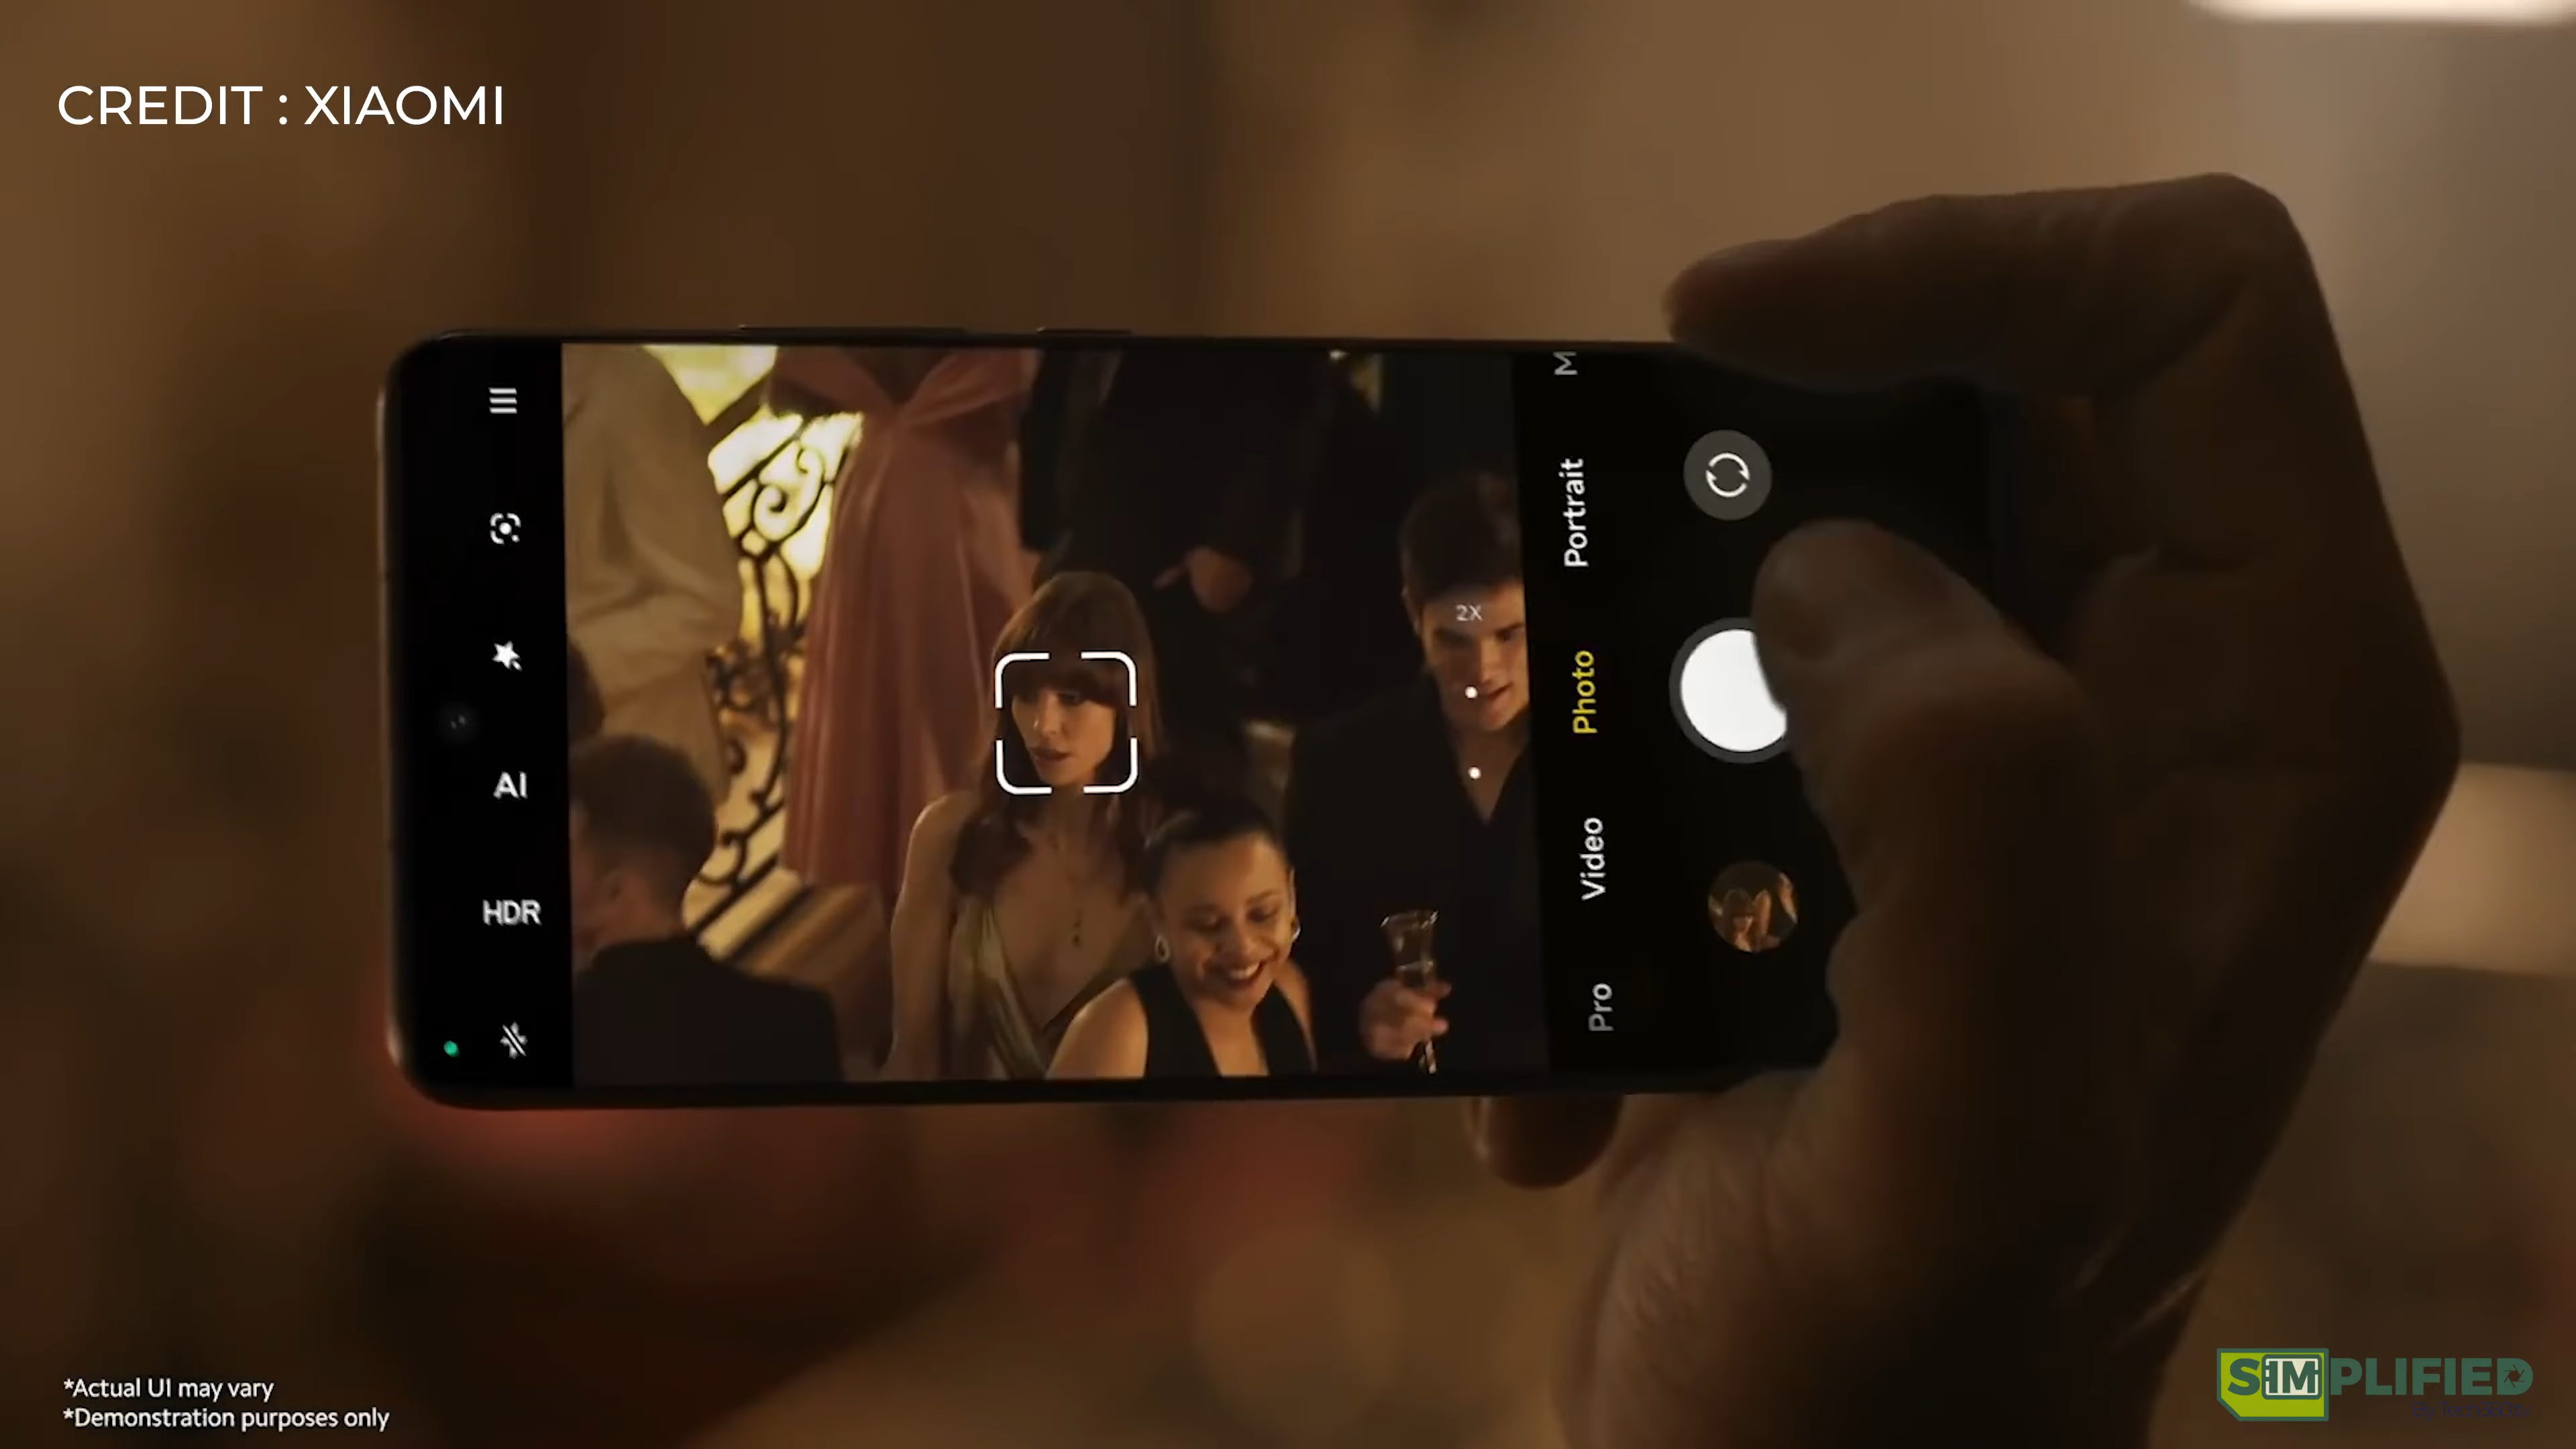 CREDIT : XIAOMI
M
Portrait
2X
Photo
AI
Video
HDR
Pro
*Actual UI may vary
*Demonstration purposes only
SIMPLIFIED